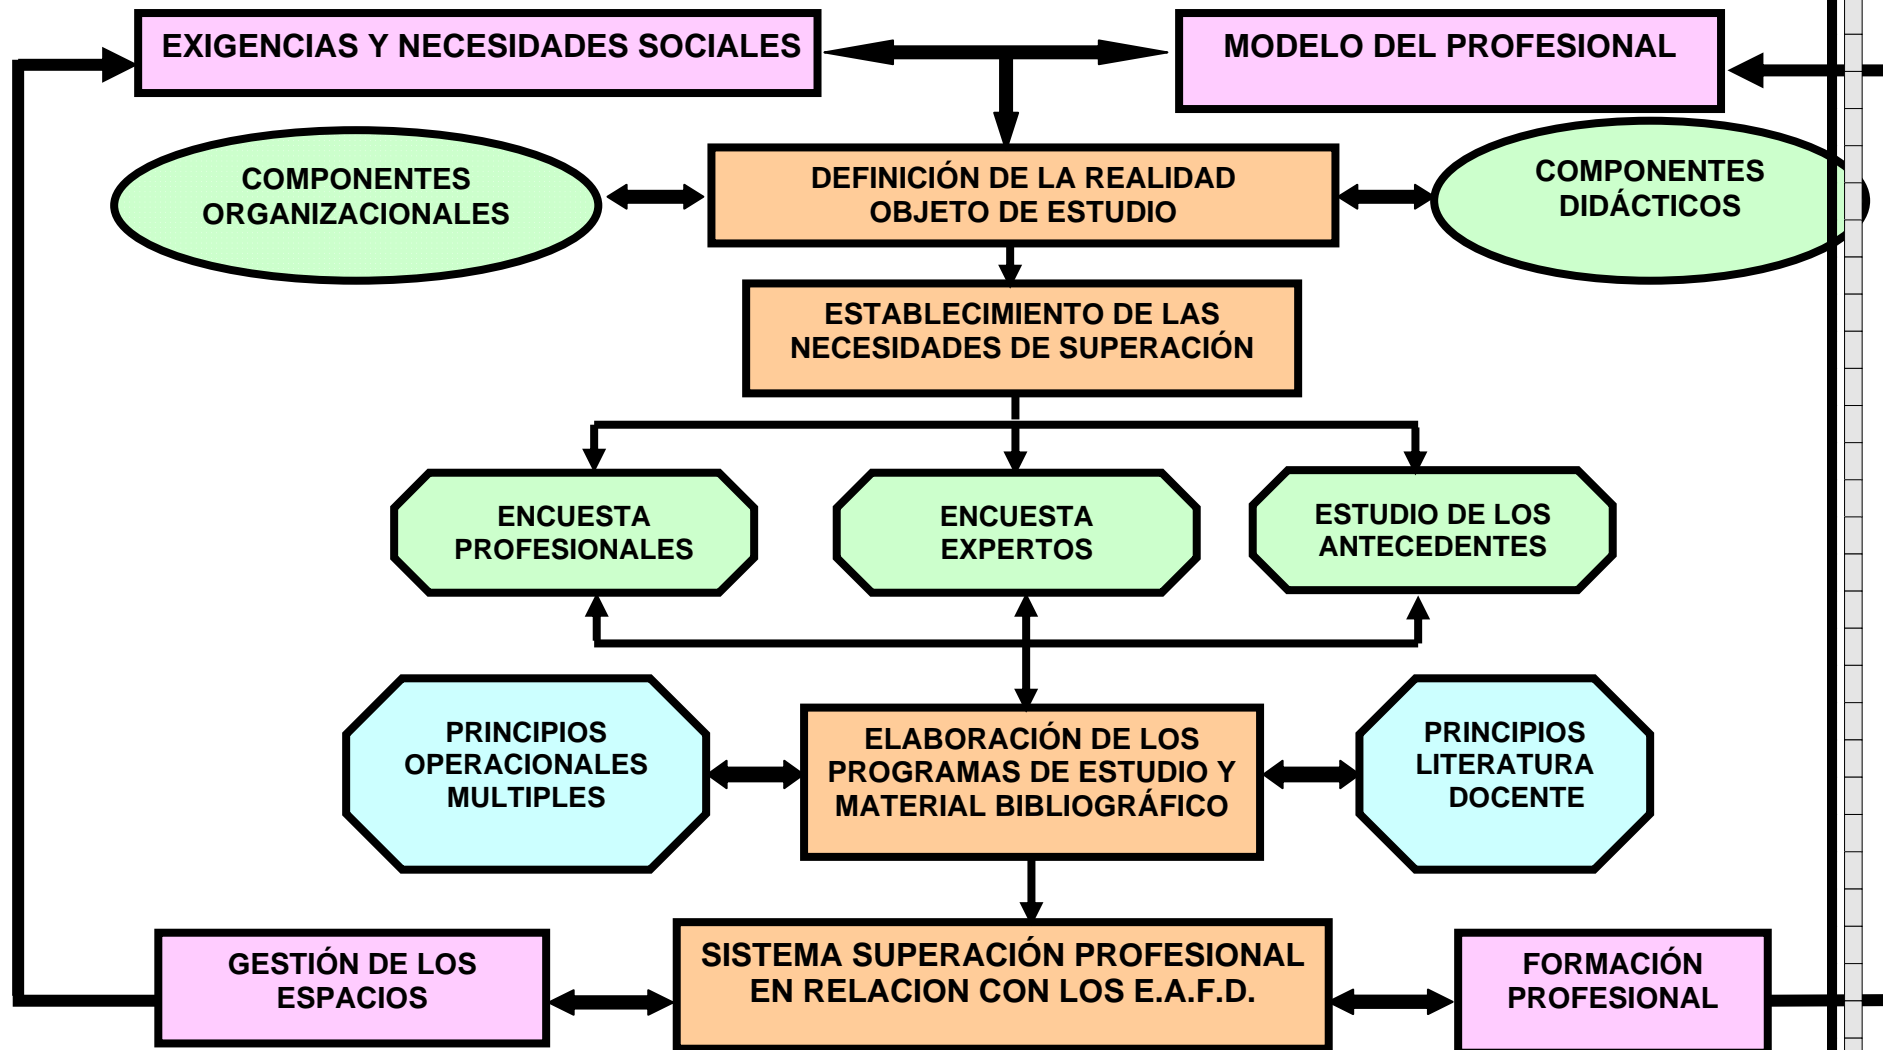 EXIGENCIAS Y NECESIDADES SOCIALES
MODELO DEL PROFESIONAL
COMPONENTES
ORGANIZACIONALES
DEFINICIÓN DE LA REALIDAD
OBJETO DE ESTUDIO
COMPONENTES
DIDÁCTICOS
ESTABLECIMIENTO DE LAS
NECESIDADES DE SUPERACIÓN
ENCUESTA
PROFESIONALES
ENCUESTA
EXPERTOS
ESTUDIO DE LOS
ANTECEDENTES
PRINCIPIOS
OPERACIONALES
MULTIPLES
ELABORACIÓN DE LOS
PROGRAMAS DE ESTUDIO Y
MATERIAL BIBLIOGRÁFICO
PRINCIPIOS
LITERATURA
DOCENTE
GESTIÓN DE LOS
ESPACIOS
SISTEMA SUPERACIÓN PROFESIONAL
EN RELACION CON LOS E.A.F.D.
FORMACIÓN
PROFESIONAL